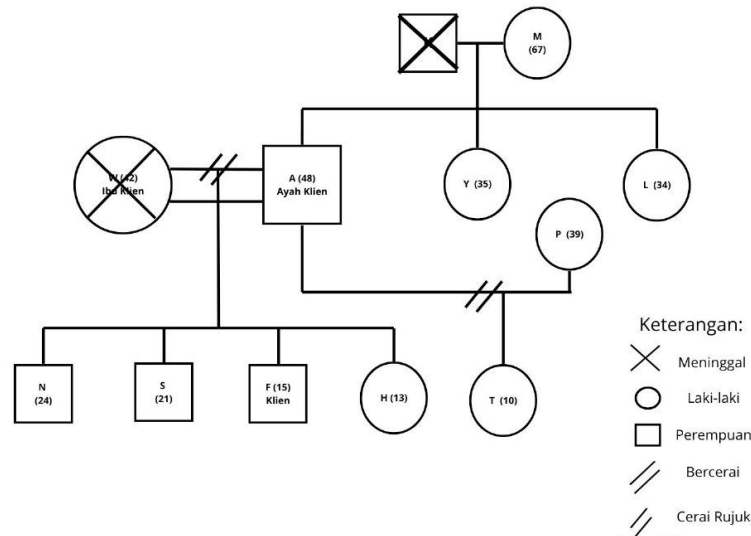 M
(67)
W (42)
Ibu Klien
A (48)
Ayah Klien
Y (35)
L (34)
P (39)
N
(24)
S
(21)
F (15)
Klien
H (13)
T (10)
Keterangan:
Meninggal
Laki-laki
Perempuan
Bercerai
Cerai Rujuk